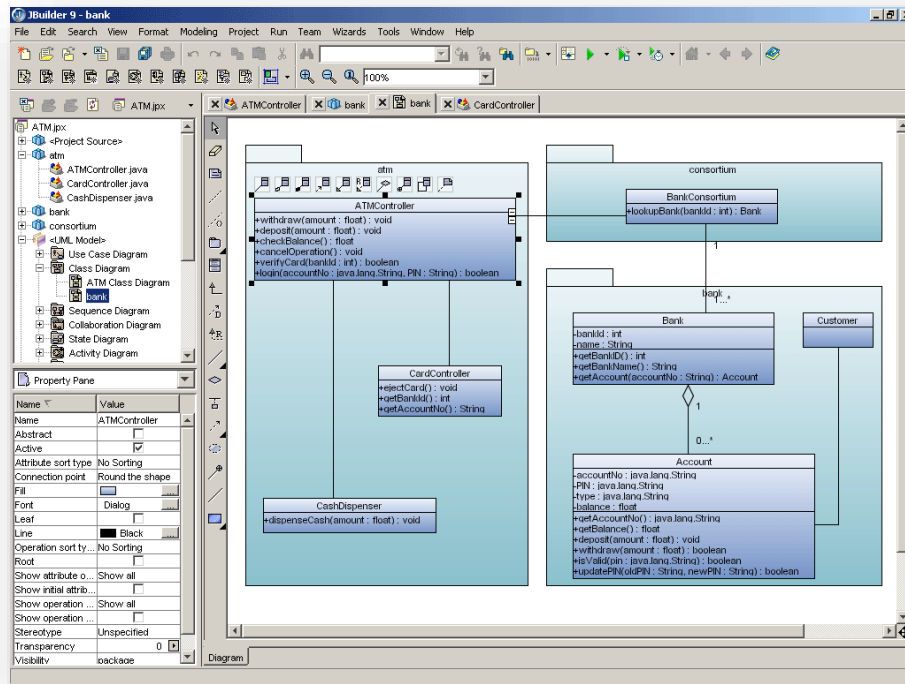 JBuilder 9 - bank
File Edit Search View Format Modeling Project Run Team Wizards Tools Window Help
100%
ATM.jpx
ATMController
bank
bank
CardController
ATM.jpx
<Project Source>
atm
ATMController.java
CardController.java
CashDispenser.java
bank
consortium
<UML Model>
Use Case Diagram
Class Diagram
ATM Class Diagram
bank
Sequence Diagram
Collaboration Diagram
State Diagram
Activity Diagram
Property Pane
Name Value
Name ATMController
Abstract
Active
Attribute sort type No Sorting
Connection point Round the shape
Fill ...
Font Dialog ...
Leaf
Line Black ...
Operation sort ty... No Sorting
Root
Show attribute o... Show all
Show initial attrib...
Show operation ... Show all
Show operation ...
Stereotype Unspecified
Transparency 0
Visibility package
atm
ATMController
+withdraw(amount : float) : void
+deposit(amount : float) : void
+checkBalance() : float
+cancelOperation() : void
+verifyCard(bankId : int) : boolean
+login(accountNo : java.lang.String, PIN : String) : boolean
CardController
+ejectCard() : void
+getBankId() : int
+getAccountNo() : String
CashDispenser
+dispenseCash(amount : float) : void
consortium
BankConsortium
+lookupBank(bankId : int) : Bank
1
bank
1...*
Bank
-bankId : int
-name : String
+getBankID() : int
+getBankName() : String
+getAccount(accountNo : String) : Account
Customer
1
0...*
Account
-accountNo : java.lang.String
-PIN : java.lang.String
-type : java.lang.String
-balance : float
+getAccountNo() : java.lang.String
+getBalance() : float
+deposit(amount : float) : void
+withdraw(amount : float) : boolean
+isValid(pin : java.lang.String) : boolean
+updatePIN(oldPIN : String, newPIN : String) : boolean
Diagram